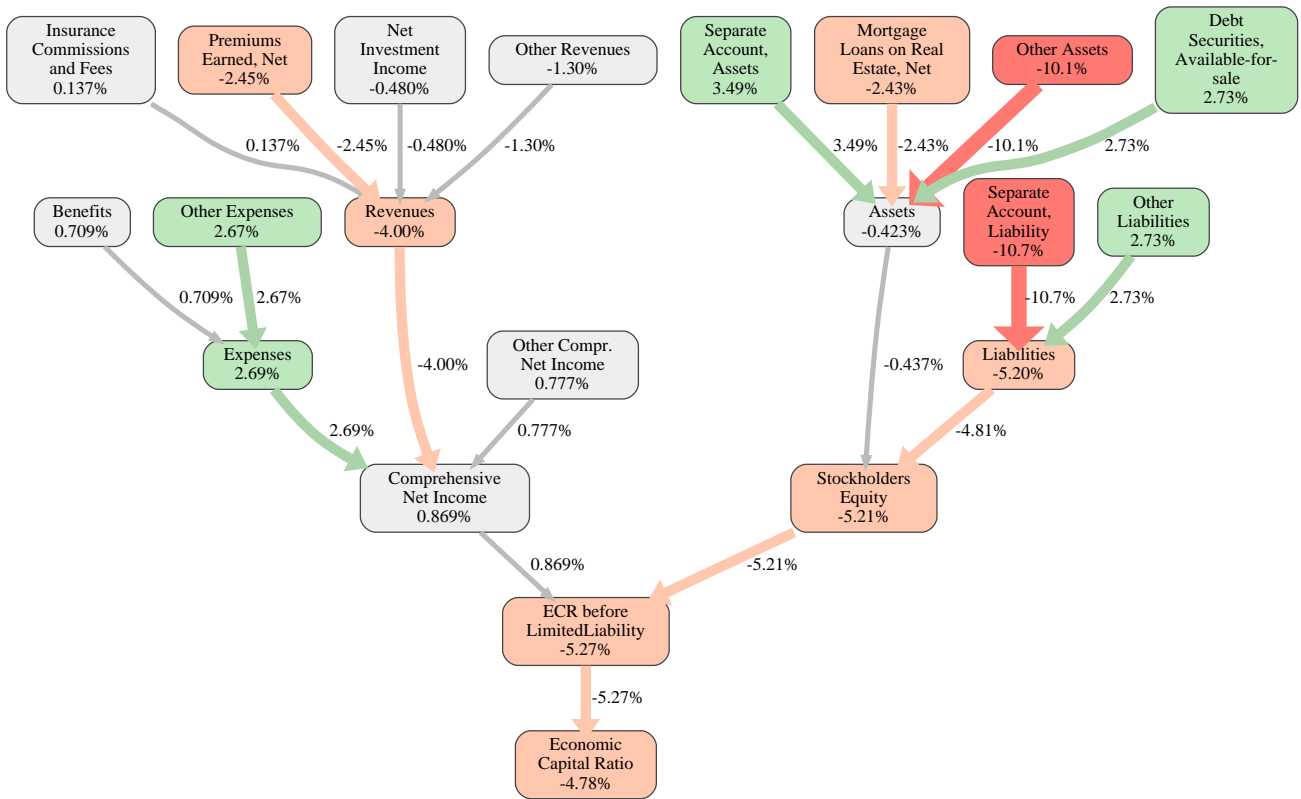 Insurance
Commissions
and Fees
0.137%
Premiums
Earned, Net
-2.45%
Net
Investment
Income
-0.480%
Other Revenues
-1.30%
Separate
Account,
Assets
3.49%
Mortgage
Loans on Real
Estate, Net
-2.43%
Other Assets
-10.1%
Debt
Securities,
Available-for-
sale
2.73%
0.137%
-2.45%
-0.480%
-1.30%
3.49%
-2.43%
-10.1%
2.73%
Benefits
0.709%
Other Expenses
2.67%
Revenues
-4.00%
Assets
-0.423%
Separate
Account,
Liability
-10.7%
Other
Liabilities
2.73%
0.709%
2.67%
-4.00%
-0.437%
-10.7%
2.73%
Expenses
2.69%
Other Compr.
Net Income
0.777%
Liabilities
-5.20%
2.69%
0.777%
-4.81%
Comprehensive
Net Income
0.869%
Stockholders
Equity
-5.21%
0.869%
-5.21%
ECR before
LimitedLiability
-5.27%
-5.27%
Economic
Capital Ratio
-4.78%